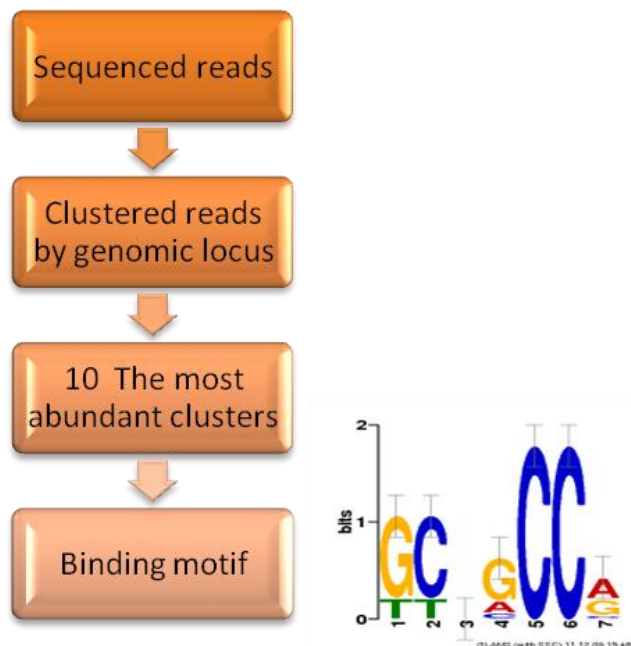 Sequenced reads
Clustered reads
by genomic locus
10 The most
abundant clusters
Binding motif
bits
2
1
0
G C G C C A
T T A G
1 2 3 4 5 6 7